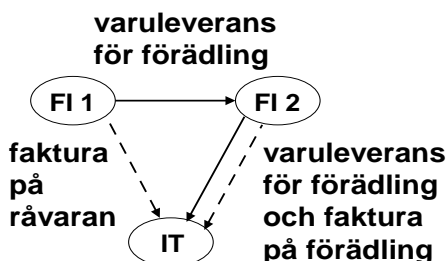 varuleverans
för förädling
FI 1
FI 2
faktura
på
råvaran
varuleverans
för förädling
och faktura
på förädling
IT